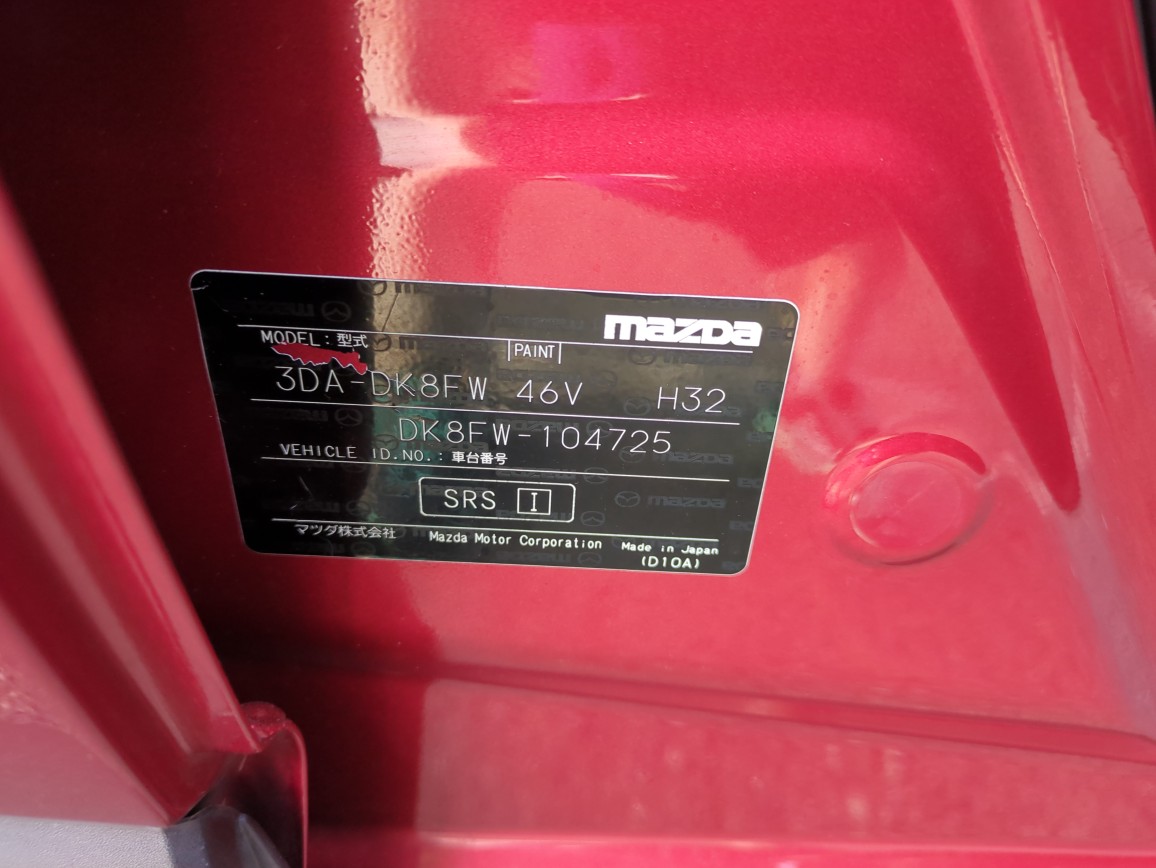 mazda
MODEL : 型式
PAINT
3DA-DK8FW 46V H32
DK8FW-104725
VEHICLE ID.NO. : 車台番号
SRS I
マツダ株式会社 Mazda Motor Corporation Made in Japan
(D10A)